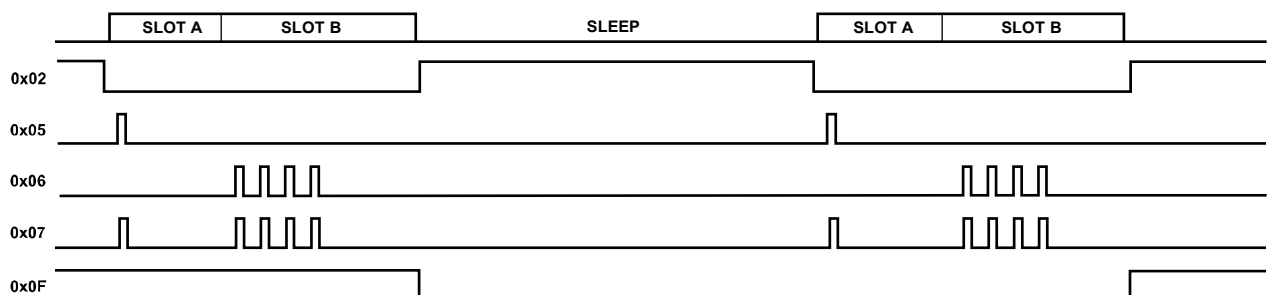 SLOT A SLOT B SLEEP SLOT A SLOT B
0x02
0x05
0x06
0x07
0x0F